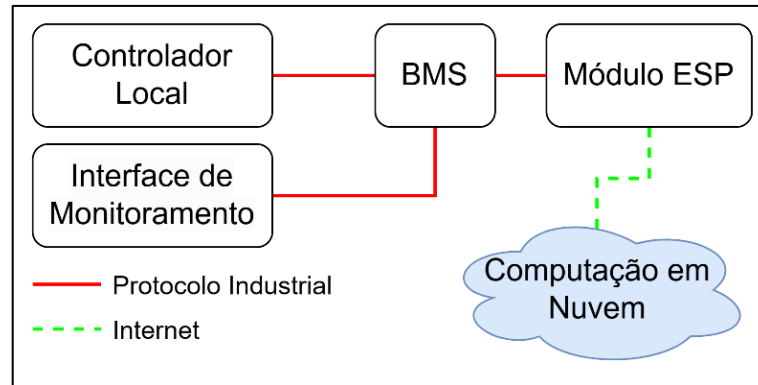 Controlador
Local
BMS
Módulo ESP
Interface de
Monitoramento
Computação em
Nuvem
Protocolo Industrial
Internet